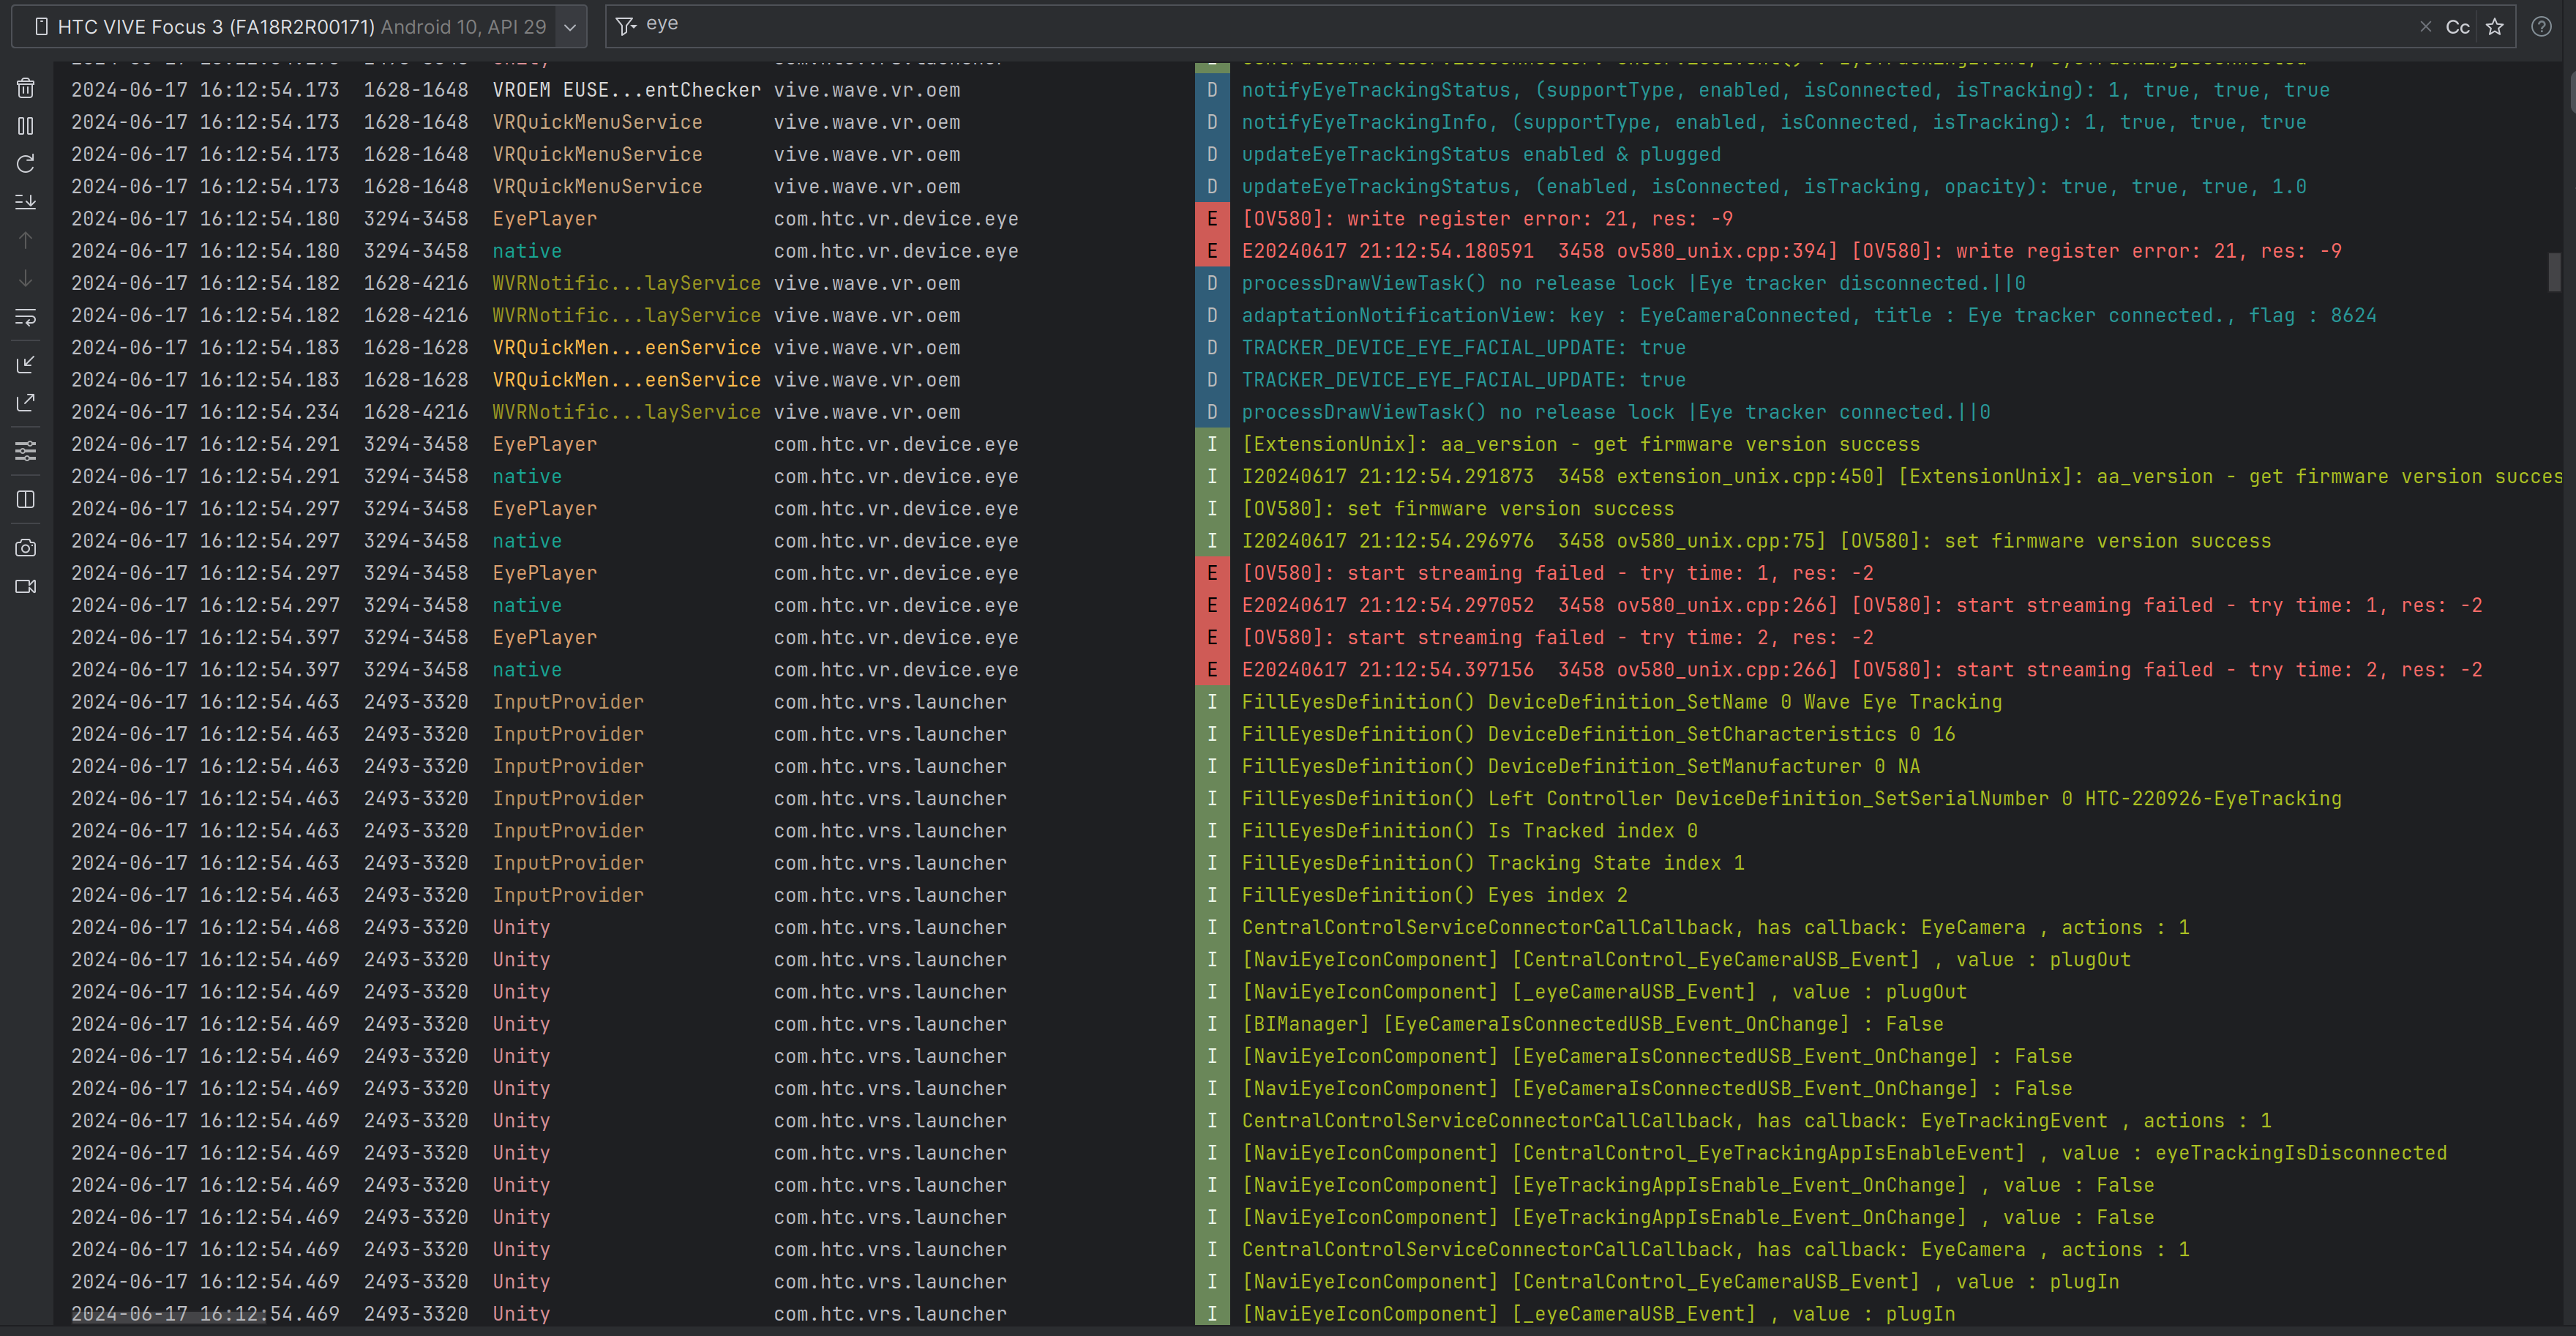 HTC VIVE Focus 3 (FA18R2R00171) Android 10, API 29 eye Cc
2024-06-17 16:12:54.173 1628-1648 VROEM EUSE...entChecker vive.wave.vr.oem D notifyEyeTrackingStatus, (supportType, enabled, isConnected, isTracking): 1, true, true, true
2024-06-17 16:12:54.173 1628-1648 VRQuickMenuService vive.wave.vr.oem D notifyEyeTrackingInfo, (supportType, enabled, isConnected, isTracking): 1, true, true, true
2024-06-17 16:12:54.173 1628-1648 VRQuickMenuService vive.wave.vr.oem D updateEyeTrackingStatus enabled & plugged
2024-06-17 16:12:54.173 1628-1648 VRQuickMenuService vive.wave.vr.oem D updateEyeTrackingStatus, (enabled, isConnected, isTracking, opacity): true, true, true, 1.0
2024-06-17 16:12:54.180 3294-3458 EyePlayer com.htc.vr.device.eye E [OV580]: write register error: 21, res: -9
2024-06-17 16:12:54.180 3294-3458 native com.htc.vr.device.eye E E20240617 21:12:54.180591 3458 ov580_unix.cpp:394] [OV580]: write register error: 21, res: -9
2024-06-17 16:12:54.182 1628-4216 WVRNotific...layService vive.wave.vr.oem D processDrawViewTask() no release lock |Eye tracker disconnected.||0
2024-06-17 16:12:54.182 1628-4216 WVRNotific...layService vive.wave.vr.oem D adaptationNotificationView: key : EyeCameraConnected, title : Eye tracker connected., flag : 8624
2024-06-17 16:12:54.183 1628-1628 VRQuickMen...eenService vive.wave.vr.oem D TRACKER_DEVICE_EYE_FACIAL_UPDATE: true
2024-06-17 16:12:54.183 1628-1628 VRQuickMen...eenService vive.wave.vr.oem D TRACKER_DEVICE_EYE_FACIAL_UPDATE: true
2024-06-17 16:12:54.234 1628-4216 WVRNotific...layService vive.wave.vr.oem D processDrawViewTask() no release lock |Eye tracker connected.||0
2024-06-17 16:12:54.291 3294-3458 EyePlayer com.htc.vr.device.eye I [ExtensionUnix]: aa_version - get firmware version success
2024-06-17 16:12:54.291 3294-3458 native com.htc.vr.device.eye I I20240617 21:12:54.291873 3458 extension_unix.cpp:450] [ExtensionUnix]: aa_version - get firmware version succes
2024-06-17 16:12:54.297 3294-3458 EyePlayer com.htc.vr.device.eye I [OV580]: set firmware version success
2024-06-17 16:12:54.297 3294-3458 native com.htc.vr.device.eye I I20240617 21:12:54.296976 3458 ov580_unix.cpp:75] [OV580]: set firmware version success
2024-06-17 16:12:54.297 3294-3458 EyePlayer com.htc.vr.device.eye E [OV580]: start streaming failed - try time: 1, res: -2
2024-06-17 16:12:54.297 3294-3458 native com.htc.vr.device.eye E E20240617 21:12:54.297052 3458 ov580_unix.cpp:266] [OV580]: start streaming failed - try time: 1, res: -2
2024-06-17 16:12:54.397 3294-3458 EyePlayer com.htc.vr.device.eye E [OV580]: start streaming failed - try time: 2, res: -2
2024-06-17 16:12:54.397 3294-3458 native com.htc.vr.device.eye E E20240617 21:12:54.397156 3458 ov580_unix.cpp:266] [OV580]: start streaming failed - try time: 2, res: -2
2024-06-17 16:12:54.463 2493-3320 InputProvider com.htc.vrs.launcher I FillEyesDefinition() DeviceDefinition_SetName 0 Wave Eye Tracking
2024-06-17 16:12:54.463 2493-3320 InputProvider com.htc.vrs.launcher I FillEyesDefinition() DeviceDefinition_SetCharacteristics 0 16
2024-06-17 16:12:54.463 2493-3320 InputProvider com.htc.vrs.launcher I FillEyesDefinition() DeviceDefinition_SetManufacturer 0 NA
2024-06-17 16:12:54.463 2493-3320 InputProvider com.htc.vrs.launcher I FillEyesDefinition() Left Controller DeviceDefinition_SetSerialNumber 0 HTC-220926-EyeTracking
2024-06-17 16:12:54.463 2493-3320 InputProvider com.htc.vrs.launcher I FillEyesDefinition() Is Tracked index 0
2024-06-17 16:12:54.463 2493-3320 InputProvider com.htc.vrs.launcher I FillEyesDefinition() Tracking State index 1
2024-06-17 16:12:54.463 2493-3320 InputProvider com.htc.vrs.launcher I FillEyesDefinition() Eyes index 2
2024-06-17 16:12:54.468 2493-3320 Unity com.htc.vrs.launcher I CentralControlServiceConnectorCallCallback, has callback: EyeCamera , actions : 1
2024-06-17 16:12:54.469 2493-3320 Unity com.htc.vrs.launcher I [NaviEyeIconComponent] [CentralControl_EyeCameraUSB_Event] , value : plugOut
2024-06-17 16:12:54.469 2493-3320 Unity com.htc.vrs.launcher I [NaviEyeIconComponent] [_eyeCameraUSB_Event] , value : plugOut
2024-06-17 16:12:54.469 2493-3320 Unity com.htc.vrs.launcher I [BIManager] [EyeCameraIsConnectedUSB_Event_OnChange] : False
2024-06-17 16:12:54.469 2493-3320 Unity com.htc.vrs.launcher I [NaviEyeIconComponent] [EyeCameraIsConnectedUSB_Event_OnChange] : False
2024-06-17 16:12:54.469 2493-3320 Unity com.htc.vrs.launcher I [NaviEyeIconComponent] [EyeCameraIsConnectedUSB_Event_OnChange] : False
2024-06-17 16:12:54.469 2493-3320 Unity com.htc.vrs.launcher I CentralControlServiceConnectorCallCallback, has callback: EyeTrackingEvent , actions : 1
2024-06-17 16:12:54.469 2493-3320 Unity com.htc.vrs.launcher I [NaviEyeIconComponent] [CentralControl_EyeTrackingAppIsEnableEvent] , value : eyeTrackingIsDisconnected
2024-06-17 16:12:54.469 2493-3320 Unity com.htc.vrs.launcher I [NaviEyeIconComponent] [EyeTrackingAppIsEnable_Event_OnChange] , value : False
2024-06-17 16:12:54.469 2493-3320 Unity com.htc.vrs.launcher I [NaviEyeIconComponent] [EyeTrackingAppIsEnable_Event_OnChange] , value : False
2024-06-17 16:12:54.469 2493-3320 Unity com.htc.vrs.launcher I CentralControlServiceConnectorCallCallback, has callback: EyeCamera , actions : 1
2024-06-17 16:12:54.469 2493-3320 Unity com.htc.vrs.launcher I [NaviEyeIconComponent] [CentralControl_EyeCameraUSB_Event] , value : plugIn
2024-06-17 16:12:54.469 2493-3320 Unity com.htc.vrs.launcher I [NaviEyeIconComponent] [_eyeCameraUSB_Event] , value : plugIn